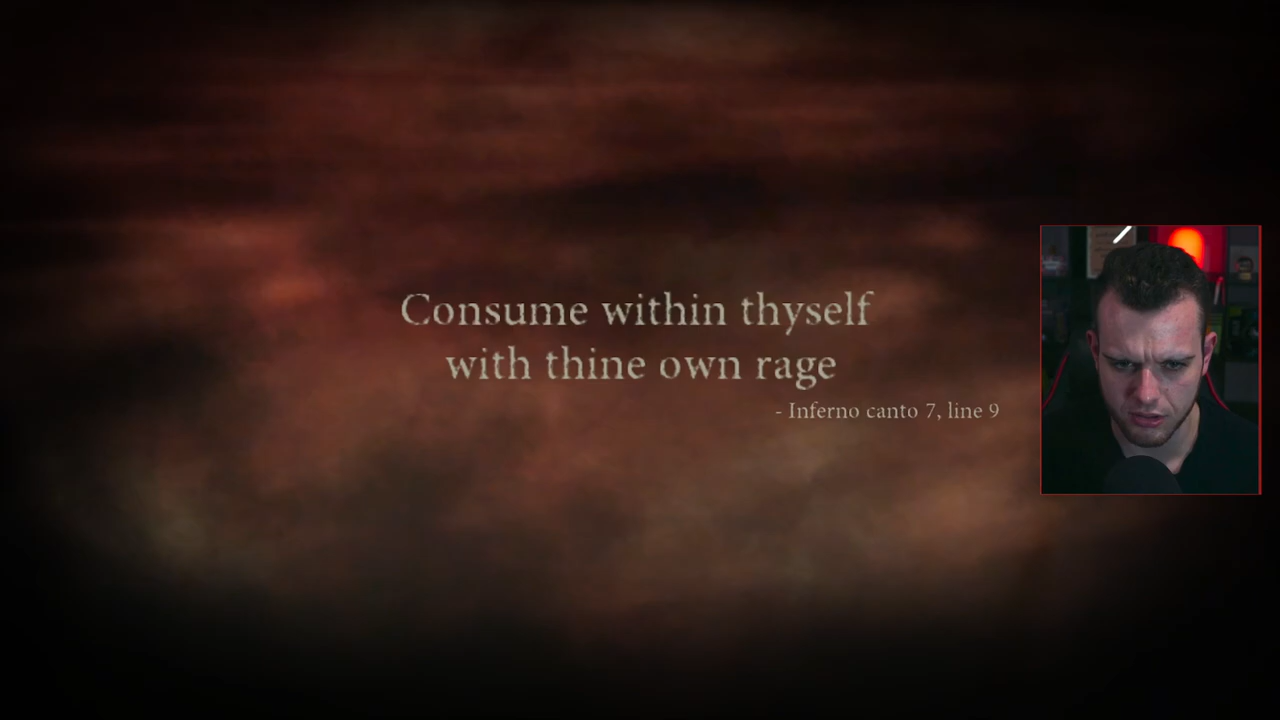 Consume within thyself
with thine own rage
- Inferno canto 7, line 9